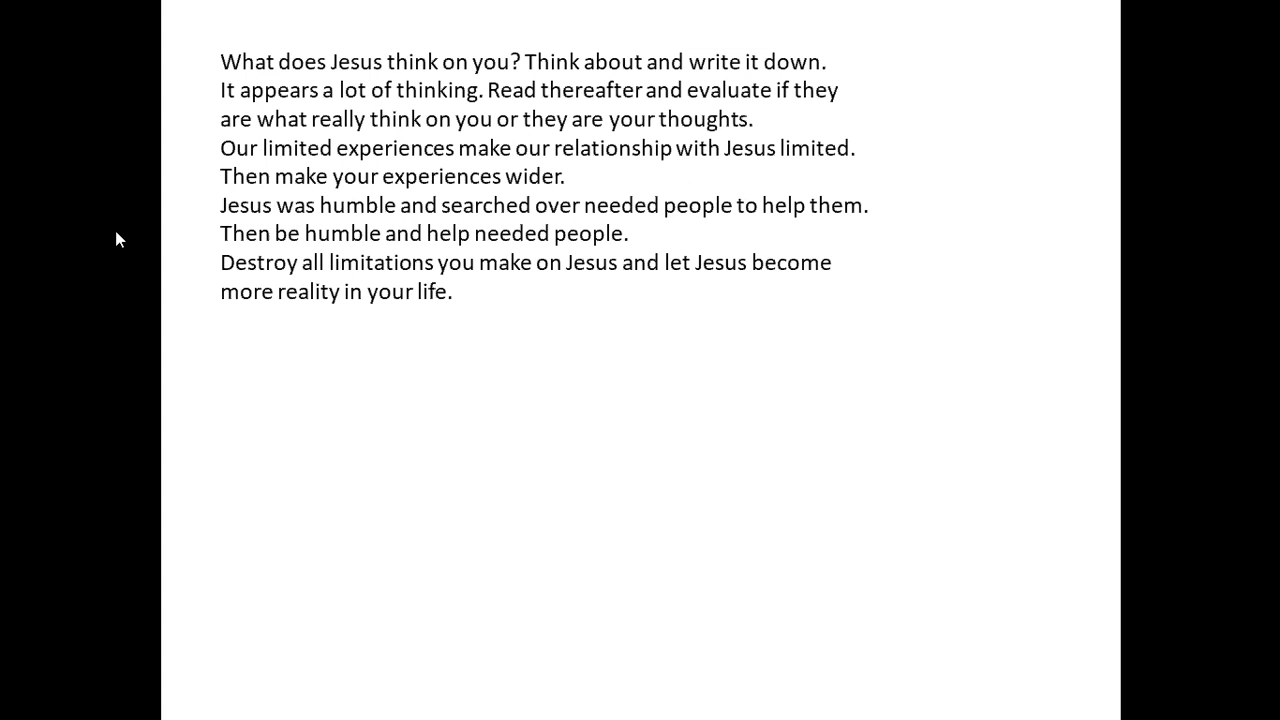 What does Jesus think on you? Think about and write it down.
It appears a lot of thinking. Read thereafter and evaluate if they
are what really think on you or they are your thoughts.
Our limited experiences make our relationship with Jesus limited.
Then make your experiences wider.
Jesus was humble and searched over needed people to help them.
Then be humble and help needed people.
Destroy all limitations you make on Jesus and let Jesus become
more reality in your life.